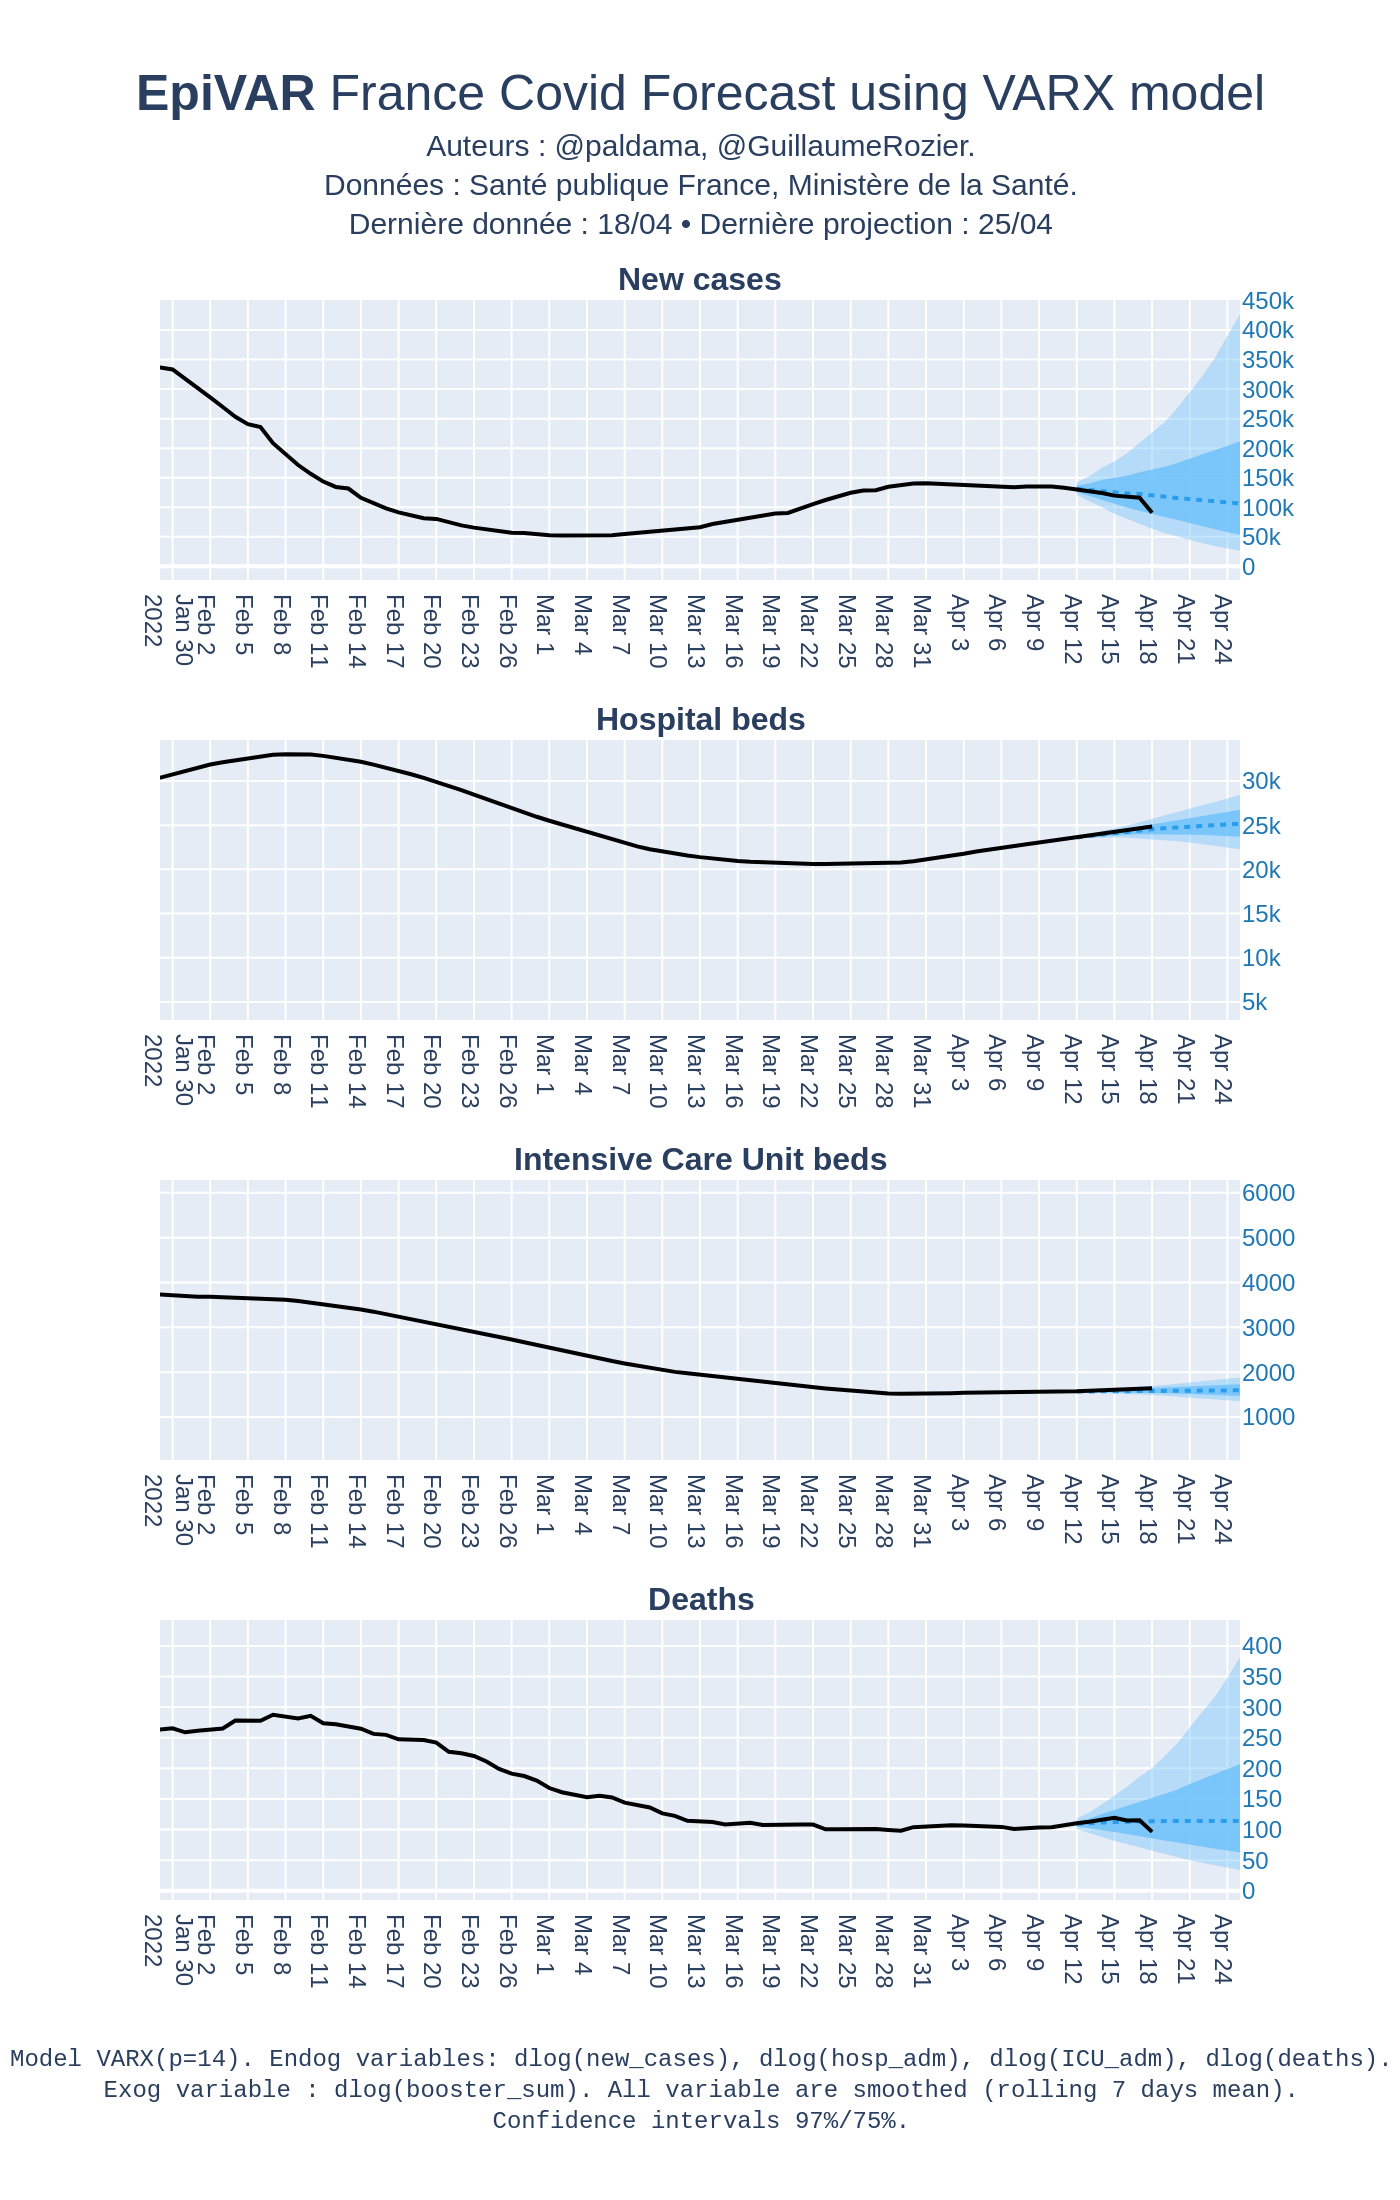 EpiVAR France Covid Forecast using VARX model
Auteurs : @paldama, @GuillaumeRozier.
Données : Santé publique France, Ministère de la Santé.
Dernière donnée : 18/04 • Dernière projection : 25/04
New cases
450k
400k
350k
300k
250k
200k
150k
100k
50k
0
Jan 30
2022
Feb 2
Feb 5
Feb 8
Feb 11
Feb 14
Feb 17
Feb 20
Feb 23
Feb 26
Mar 1
Mar 4
Mar 7
Mar 10
Mar 13
Mar 16
Mar 19
Mar 22
Mar 25
Mar 28
Mar 31
Apr 3
Apr 6
Apr 9
Apr 12
Apr 15
Apr 18
Apr 21
Apr 24
Hospital beds
30k
25k
20k
15k
10k
5k
Jan 30
2022
Feb 2
Feb 5
Feb 8
Feb 11
Feb 14
Feb 17
Feb 20
Feb 23
Feb 26
Mar 1
Mar 4
Mar 7
Mar 10
Mar 13
Mar 16
Mar 19
Mar 22
Mar 25
Mar 28
Mar 31
Apr 3
Apr 6
Apr 9
Apr 12
Apr 15
Apr 18
Apr 21
Apr 24
Intensive Care Unit beds
6000
5000
4000
3000
2000
1000
Jan 30
2022
Feb 2
Feb 5
Feb 8
Feb 11
Feb 14
Feb 17
Feb 20
Feb 23
Feb 26
Mar 1
Mar 4
Mar 7
Mar 10
Mar 13
Mar 16
Mar 19
Mar 22
Mar 25
Mar 28
Mar 31
Apr 3
Apr 6
Apr 9
Apr 12
Apr 15
Apr 18
Apr 21
Apr 24
Deaths
400
350
300
250
200
150
100
50
0
Jan 30
2022
Feb 2
Feb 5
Feb 8
Feb 11
Feb 14
Feb 17
Feb 20
Feb 23
Feb 26
Mar 1
Mar 4
Mar 7
Mar 10
Mar 13
Mar 16
Mar 19
Mar 22
Mar 25
Mar 28
Mar 31
Apr 3
Apr 6
Apr 9
Apr 12
Apr 15
Apr 18
Apr 21
Apr 24
Model VARX(p=14). Endog variables: dlog(new_cases), dlog(hosp_adm), dlog(ICU_adm), dlog(deaths).
Exog variable : dlog(booster_sum). All variable are smoothed (rolling 7 days mean).
Confidence intervals 97%/75%.